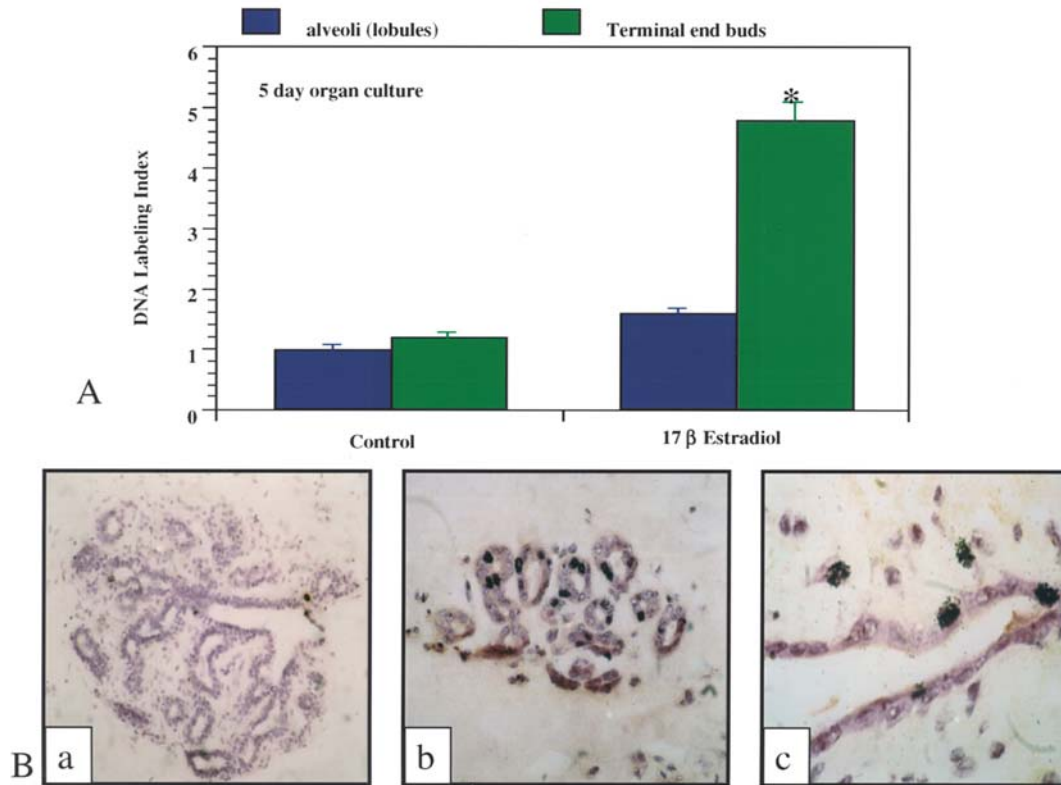 alveoli (lobules) Terminal end buds
6
5 day organ culture
5
*
4
DNA Labeling Index
3
2
1
0
A
Control 17 β Estradiol
B a b c